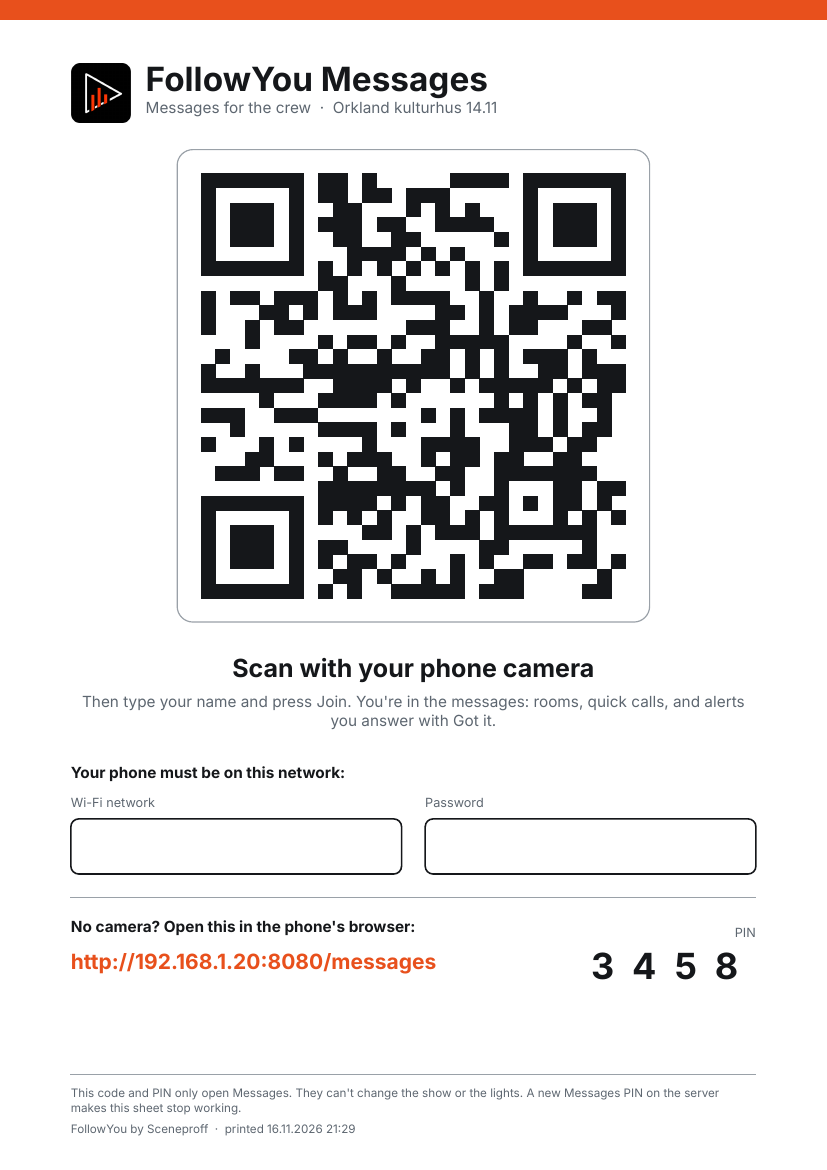 FollowYou Messages
Messages for the crew · Orkland kulturhus 14.11
Scan with your phone camera
Then type your name and press Join. You're in the messages: rooms, quick calls, and alerts
you answer with Got it.
Your phone must be on this network:
Wi-Fi network
Password
No camera? Open this in the phone's browser:
PIN
http://192.168.1.20:8080/messages
3 4 5 8
This code and PIN only open Messages. They can't change the show or the lights. A new Messages PIN on the server
makes this sheet stop working.
FollowYou by Sceneproff · printed 16.11.2026 21:29